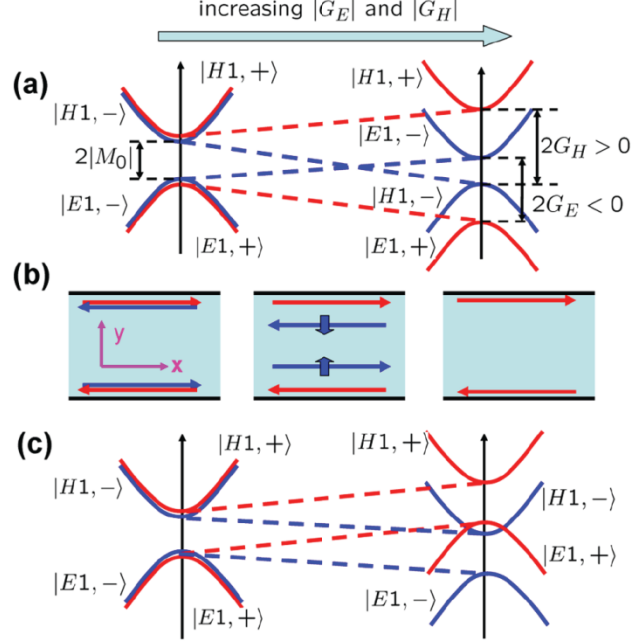 increasing |G_E| and |G_H|
(a)
|H1, +⟩
|H1, +⟩
|H1, −⟩
|E1, −⟩
2|M_0|
2G_H > 0
|H1, −⟩
2G_E < 0
|E1, −⟩
|E1, +⟩
|E1, +⟩
(b)
y
x
(c)
|H1, +⟩
|H1, +⟩
|H1, −⟩
|H1, −⟩
|E1, +⟩
|E1, −⟩
|E1, −⟩
|E1, +⟩